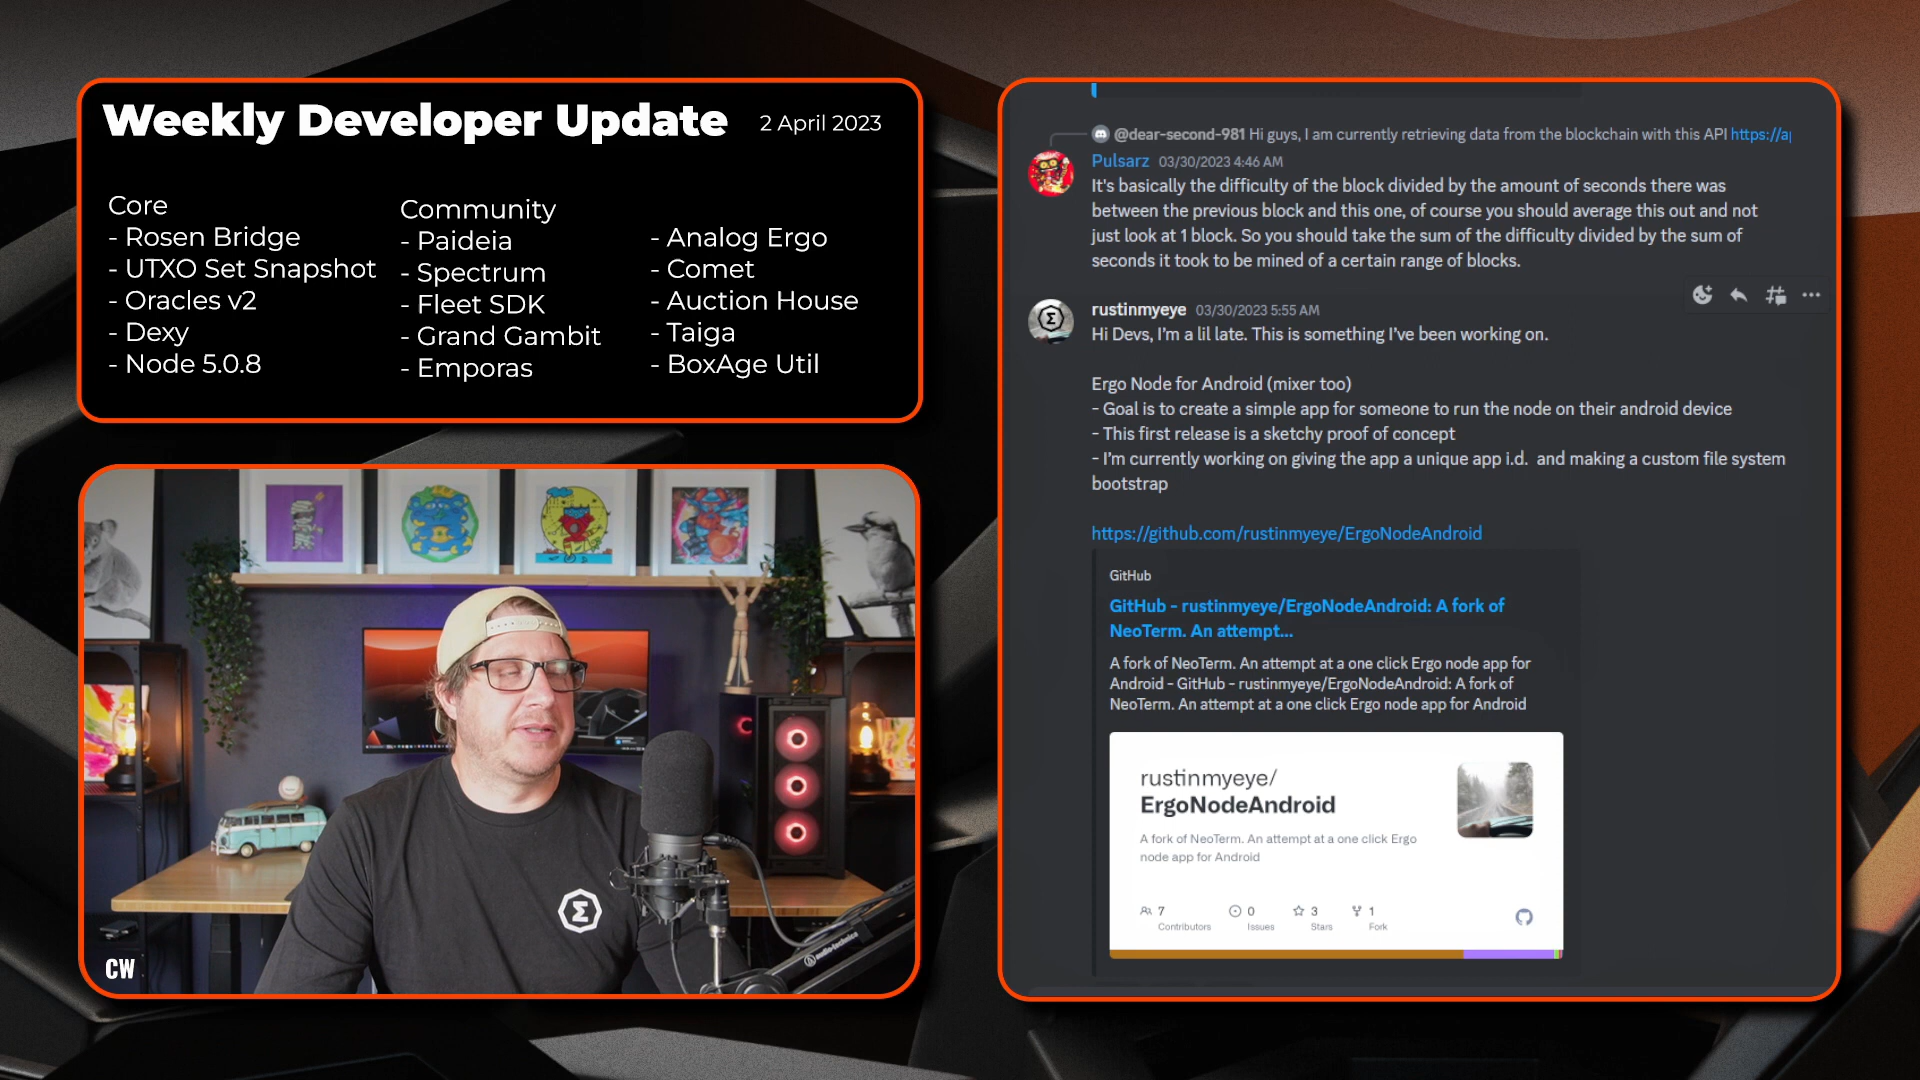 Weekly Developer Update
2 April 2023
Core
- Rosen Bridge
- UTXO Set Snapshot
- Oracles v2
- Dexy
- Node 5.0.8
Community
- Paideia
- Spectrum
- Fleet SDK
- Grand Gambit
- Emporas
- Analog Ergo
- Comet
- Auction House
- Taiga
- BoxAge Util
CW
Σ
audio-technica
@dear-second-981 Hi guys, I am currently retrieving data from the blockchain with this API https://a
Pulsarz 03/30/2023 4:46 AM
It's basically the difficulty of the block divided by the amount of seconds there was
between the previous block and this one, of course you should average this out and not
just look at 1 block. So you should take the sum of the difficulty divided by the sum of
seconds it took to be mined of a certain range of blocks.
rustinmyeye 03/30/2023 5:55 AM
Hi Devs, I'm a lil late. This is something I've been working on.
Ergo Node for Android (mixer too)
- Goal is to create a simple app for someone to run the node on their android device
- This first release is a sketchy proof of concept
- I'm currently working on giving the app a unique app i.d. and making a custom file system
bootstrap
https://github.com/rustinmyeye/ErgoNodeAndroid
GitHub
GitHub - rustinmyeye/ErgoNodeAndroid: A fork of
NeoTerm. An attempt...
A fork of NeoTerm. An attempt at a one click Ergo node app for
Android - GitHub - rustinmyeye/ErgoNodeAndroid: A fork of
NeoTerm. An attempt at a one click Ergo node app for Android
rustinmyeye/
ErgoNodeAndroid
A fork of NeoTerm. An attempt at a one click Ergo
node app for Android
7 0 3 1
Contributors Issues Stars Fork